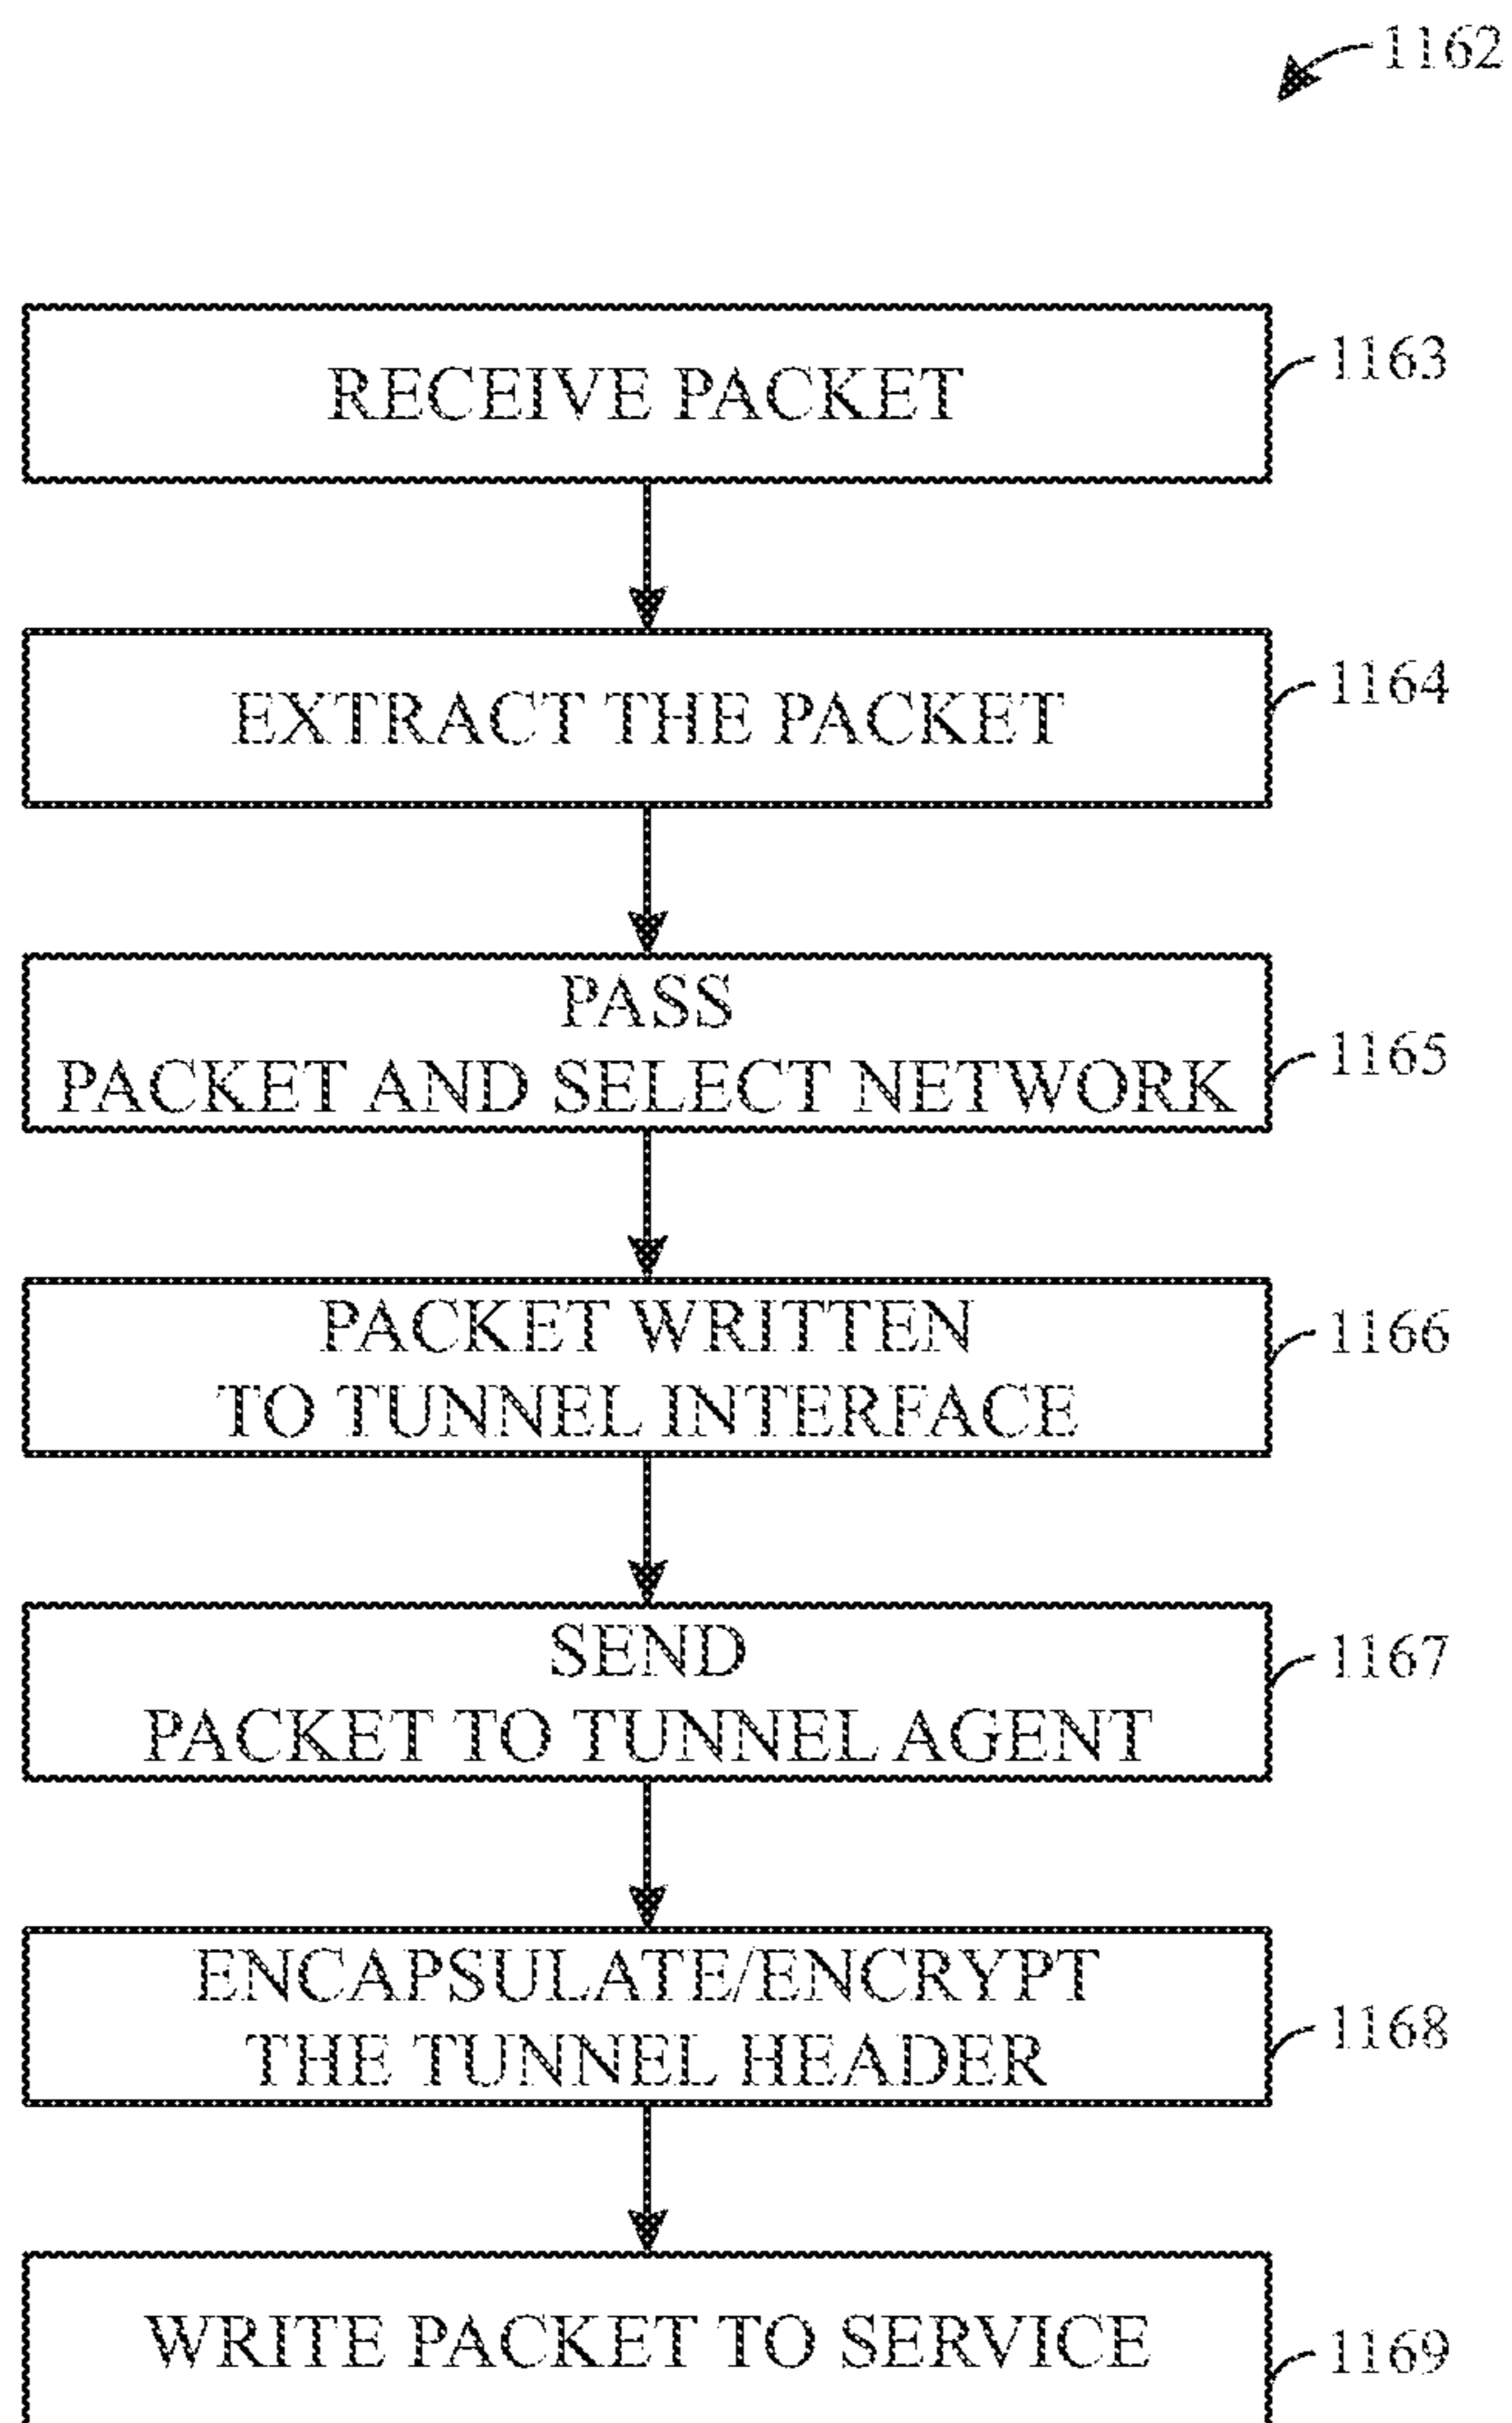 1162
RECEIVE PACKET
1163
EXTRACT THE PACKET
1164
PASS
PACKET AND SELECT NETWORK
1165
PACKET WRITTEN
TO TUNNEL INTERFACE
1166
SEND
PACKET TO TUNNEL AGENT
1167
ENCAPSULATE/ENCRYPT
THE TUNNEL HEADER
1168
WRITE PACKET TO SERVICE
1169